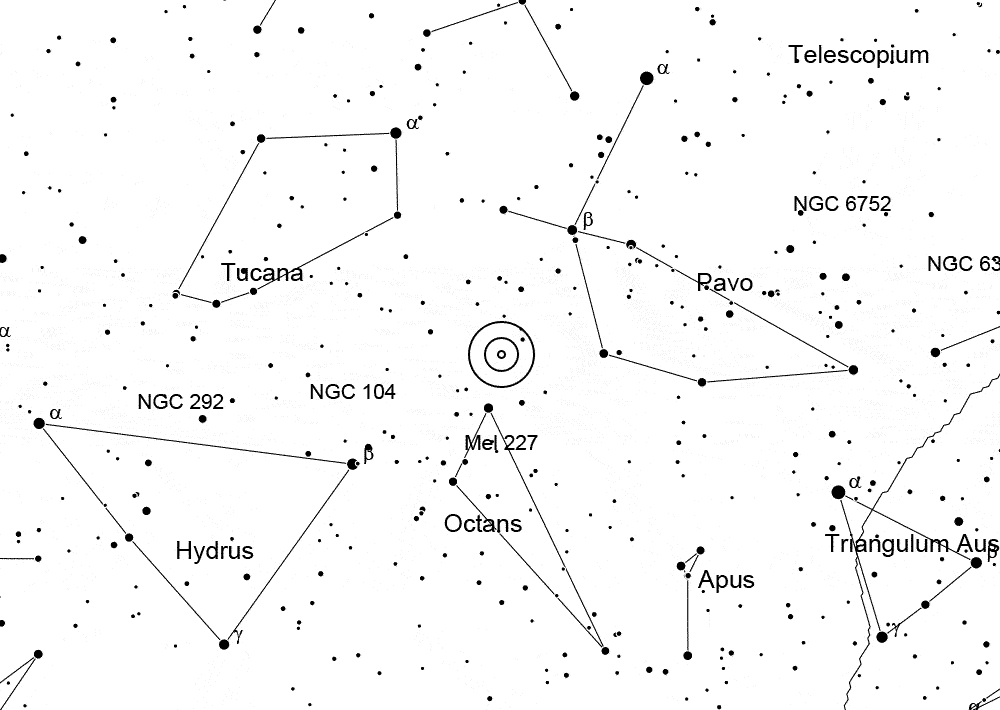 Telescopium
α
α
NGC 6752
β
NGC 63
Tucana
Pavo
α
NGC 104
NGC 292
α
Mel 227
β
α
Octans
Triangulum Aus
Hydrus
β
Apus
γ
γ
α